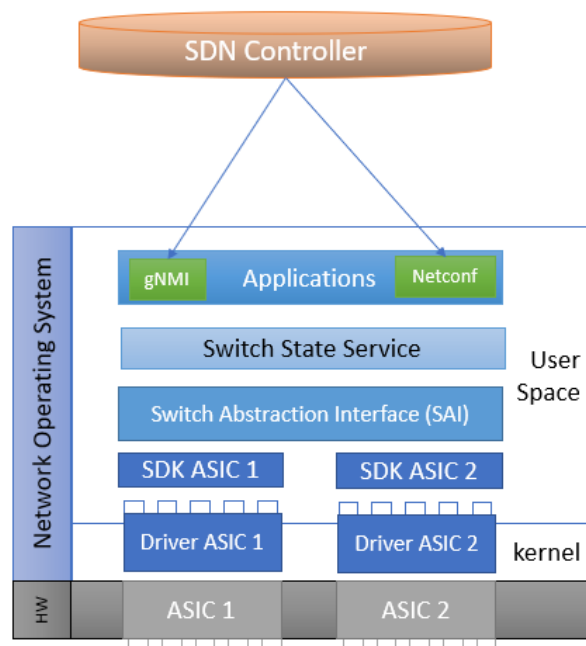 SDN Controller
Network Operating System
gNMI
Applications
Netconf
Switch State Service
User
Space
Switch Abstraction Interface (SAI)
SDK ASIC 1
SDK ASIC 2
Driver ASIC 1
Driver ASIC 2
kernel
HW
ASIC 1
ASIC 2